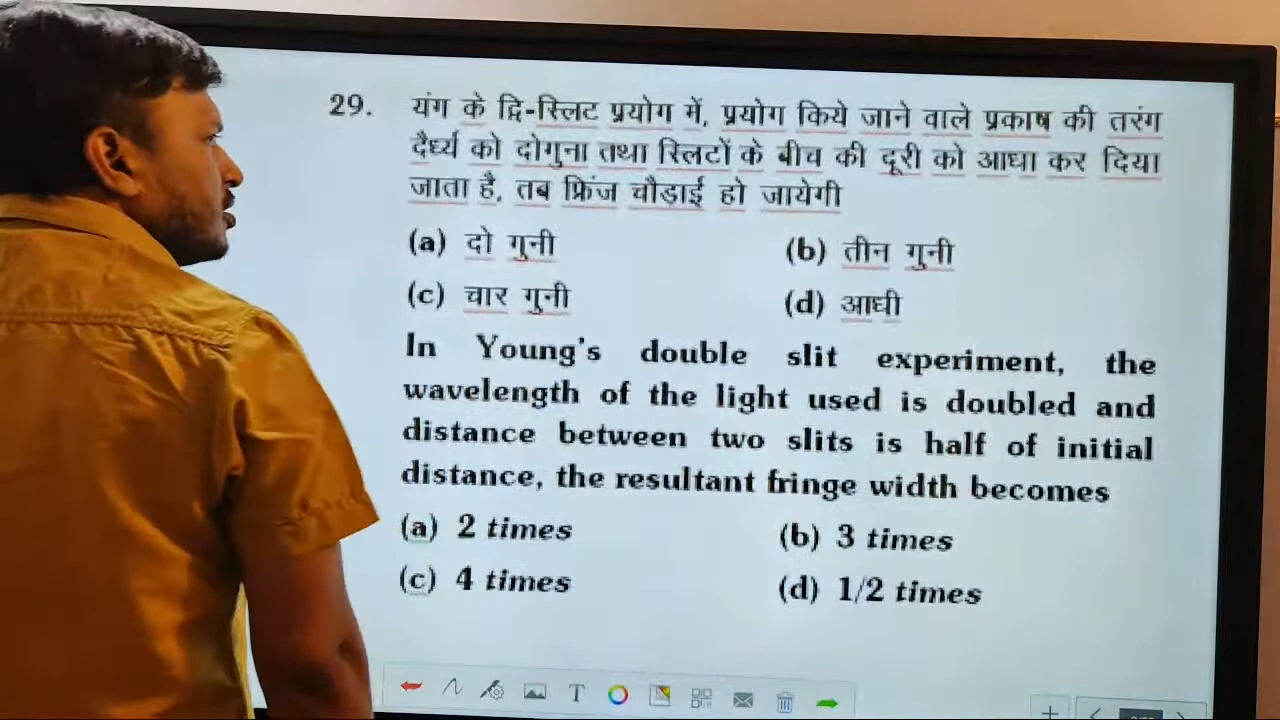 29. यंग के द्वि-स्लिट प्रयोग में, प्रयोग किये जाने वाले प्रकाष की तरंग
दैर्ध्य को दोगुना तथा स्लिटों के बीच की दूरी को आधा कर दिया
जाता है, तब फ्रिंज चौड़ाई हो जायेगी
(a) दो गुनी (b) तीन गुनी
(c) चार गुनी (d) आधी
In Young's double slit experiment, the
wavelength of the light used is doubled and
distance between two slits is half of initial
distance, the resultant fringe width becomes
(a) 2 times (b) 3 times
(c) 4 times (d) 1/2 times
T